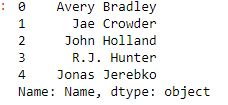 : 0 Avery Bradley
1 Jae Crowder
2 John Holland
3 R.J. Hunter
4 Jonas Jerebko
Name: Name, dtype: object